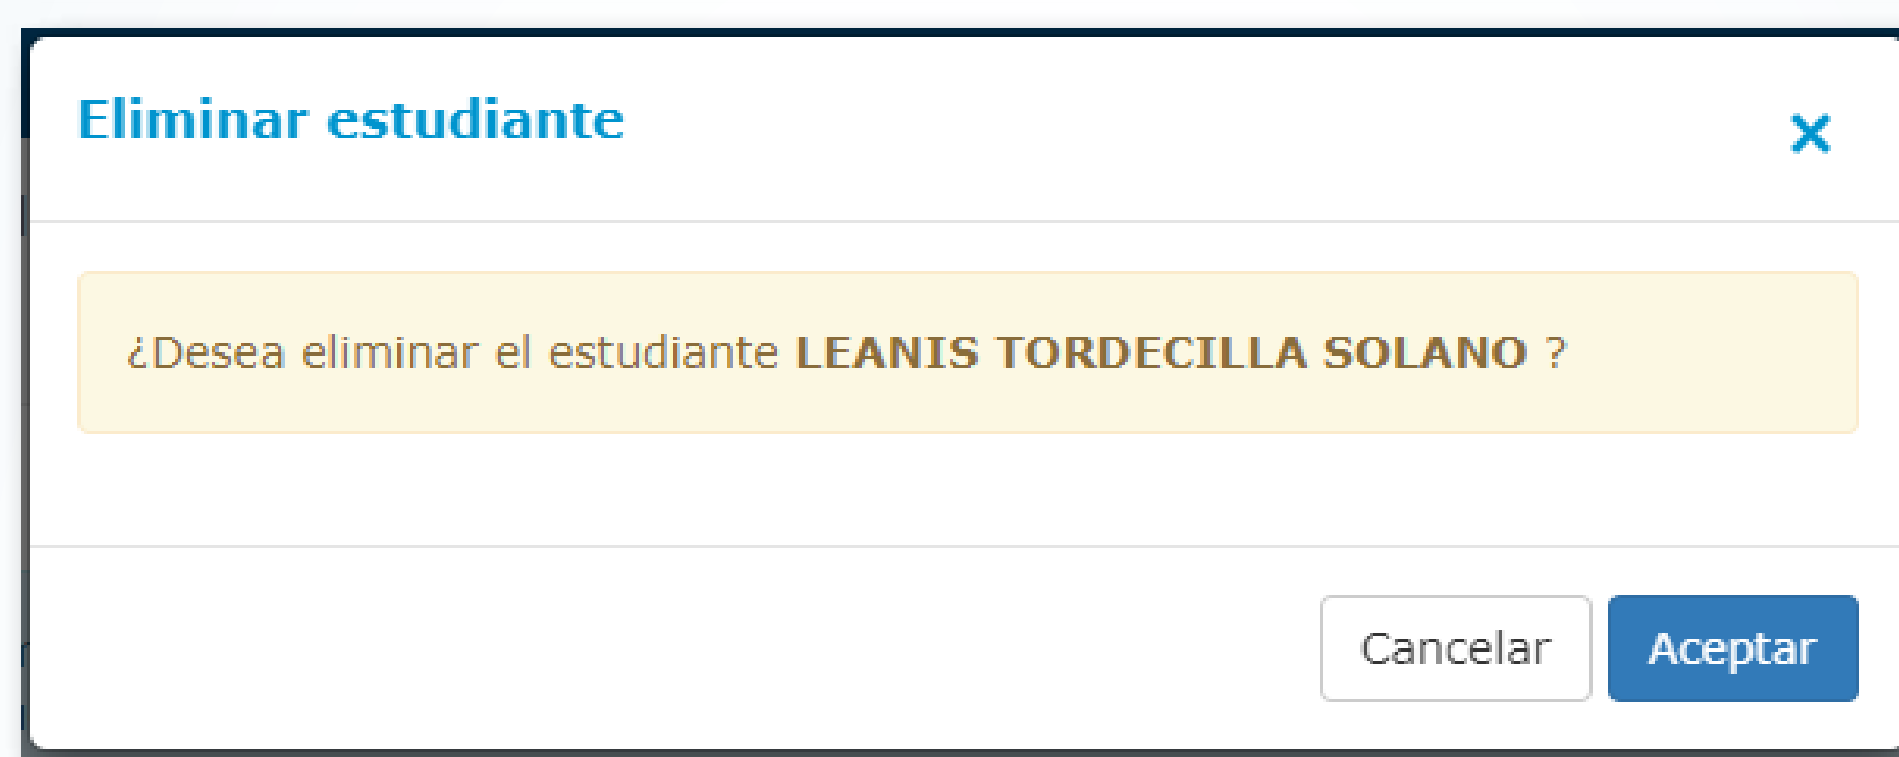 Eliminar estudiante
¿Desea eliminar el estudiante LEANIS TORDECILLA SOLANO ?
Cancelar
Aceptar